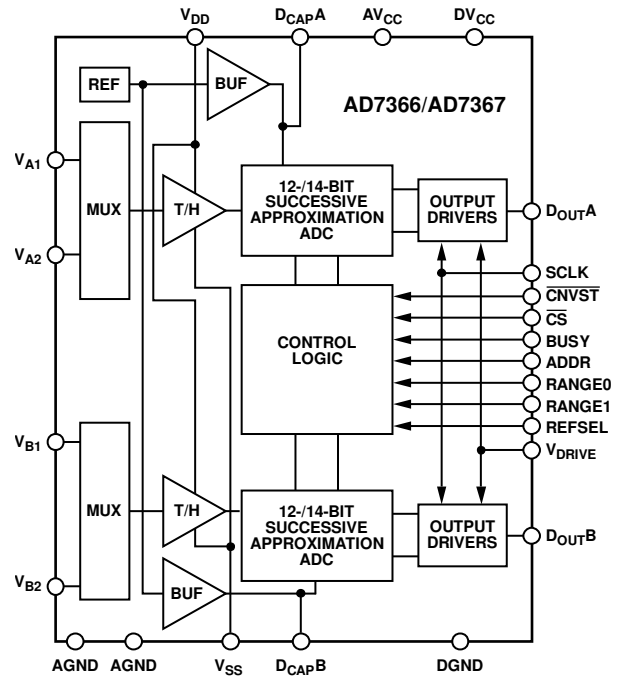 VDD
DCAPA
AVCC
DVCC
REF
BUF
AD7366/AD7367
VA1
MUX
VA2
T/H
12-/14-BIT
SUCCESSIVE
APPROXIMATION
ADC
OUTPUT
DRIVERS
DOUTA
SCLK
CNVST
CS
BUSY
ADDR
RANGE0
RANGE1
REFSEL
VDRIVE
CONTROL
LOGIC
VB1
MUX
VB2
T/H
12-/14-BIT
SUCCESSIVE
APPROXIMATION
ADC
OUTPUT
DRIVERS
DOUTB
BUF
AGND
AGND
VSS
DCAPB
DGND